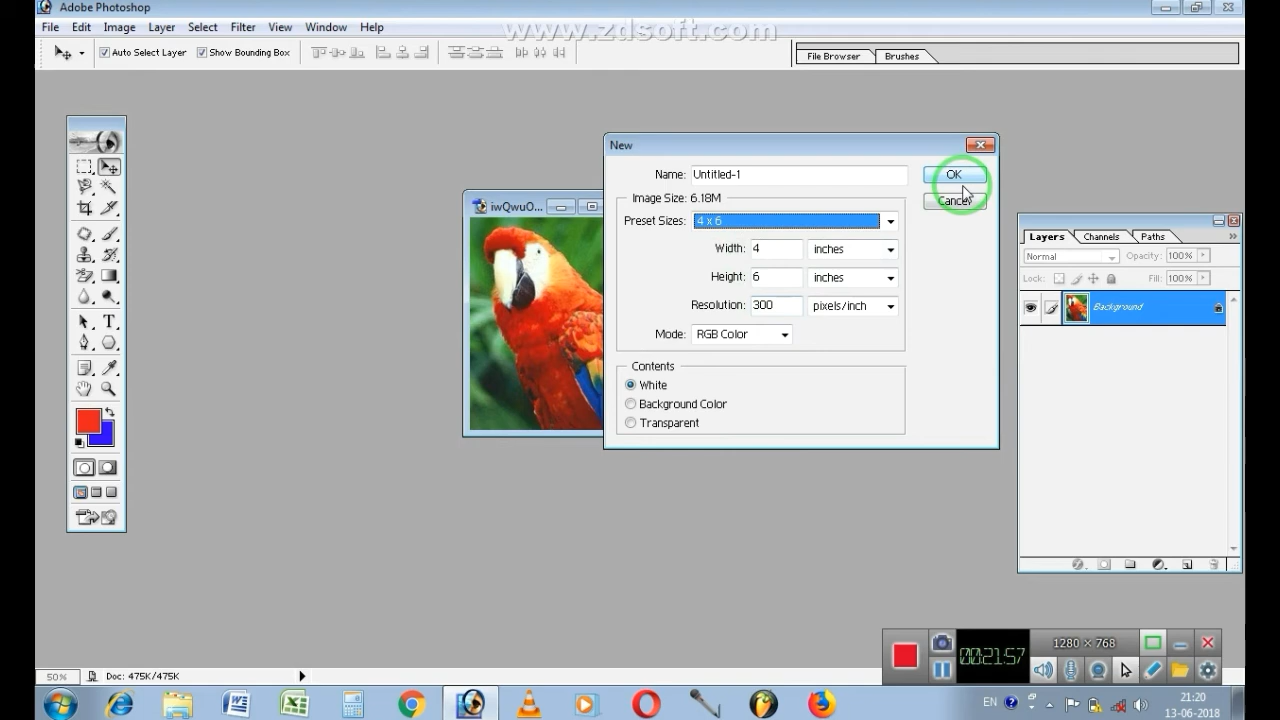 Adobe Photoshop
File Edit Image Layer Select Filter View Window Help
www.zdsoft.com
Auto Select Layer Show Bounding Box
File Browser Brushes
New
Name: Untitled-1
OK
Image Size: 6.18M
Cancel
Preset Sizes: 4 x 6
Width: 4 inches
Height: 6 inches
Resolution: 300 pixels/inch
Mode: RGB Color
Contents
White
Background Color
Transparent
iwQwuO...
Layers Channels Paths
Normal Opacity: 100%
Lock: Fill: 100%
Background
T
1280 × 768
00:21:57
50% Doc: 475K/475K
EN
21:20
13-06-2018